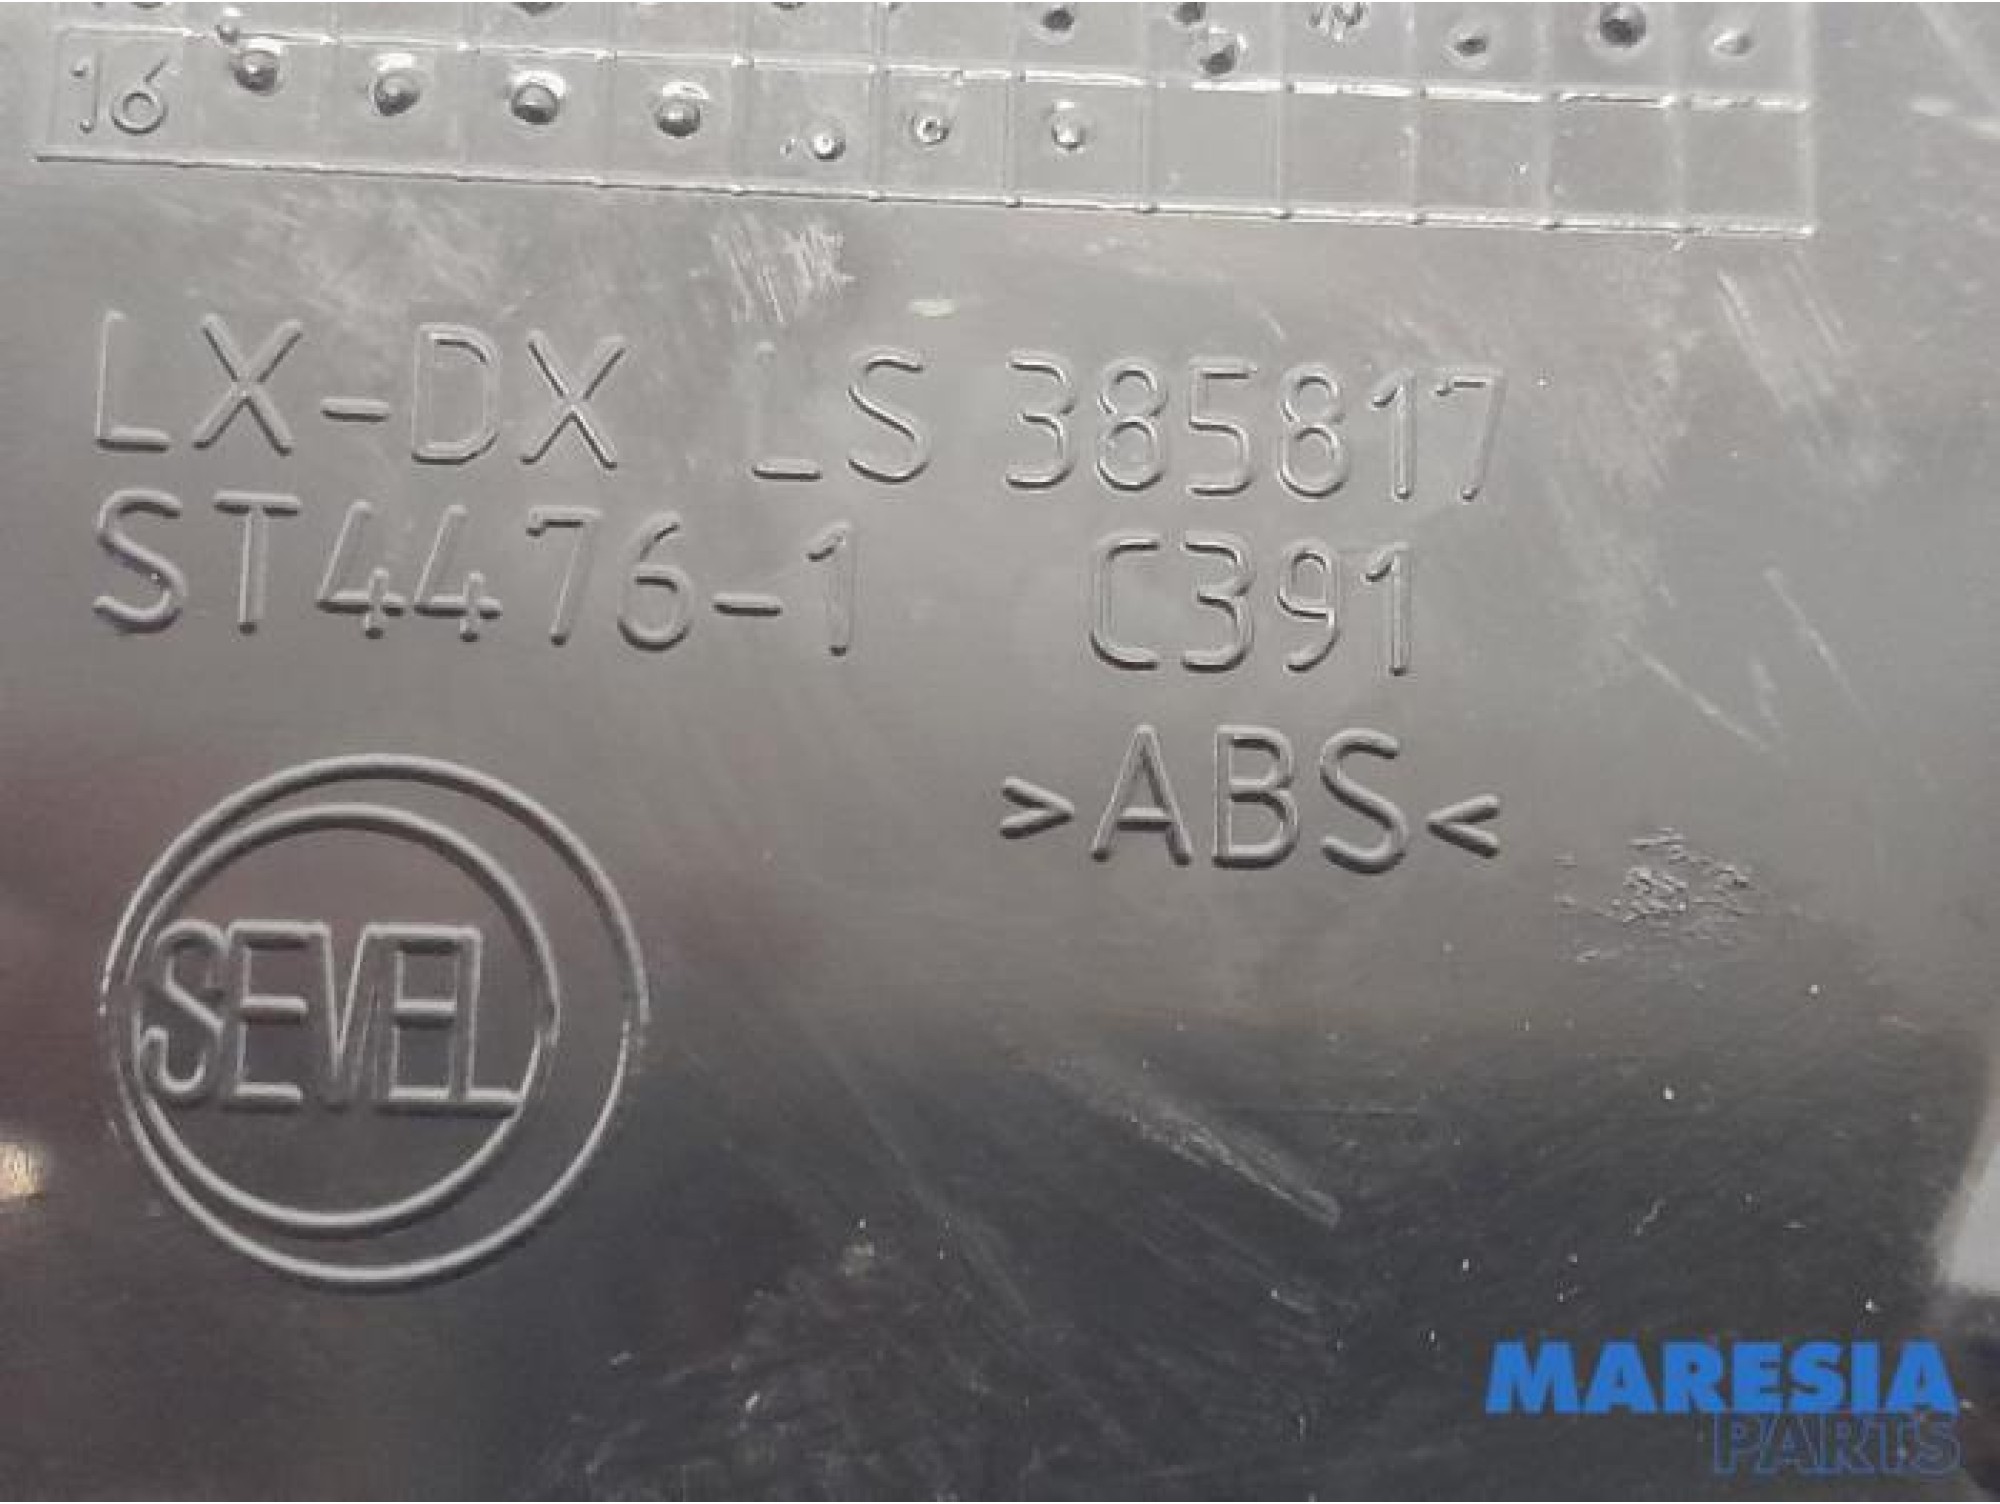 16
LX-DX LS 385817
ST4476-1 C391
>ABS<
SEVEL
MARESIA
PARTS